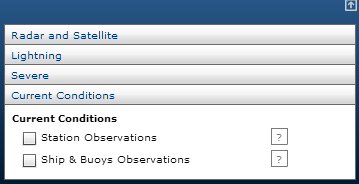 Radar and Satellite
Lightning
Severe
Current Conditions
Current Conditions
Station Observations ?
Ship & Buoys Observations ?